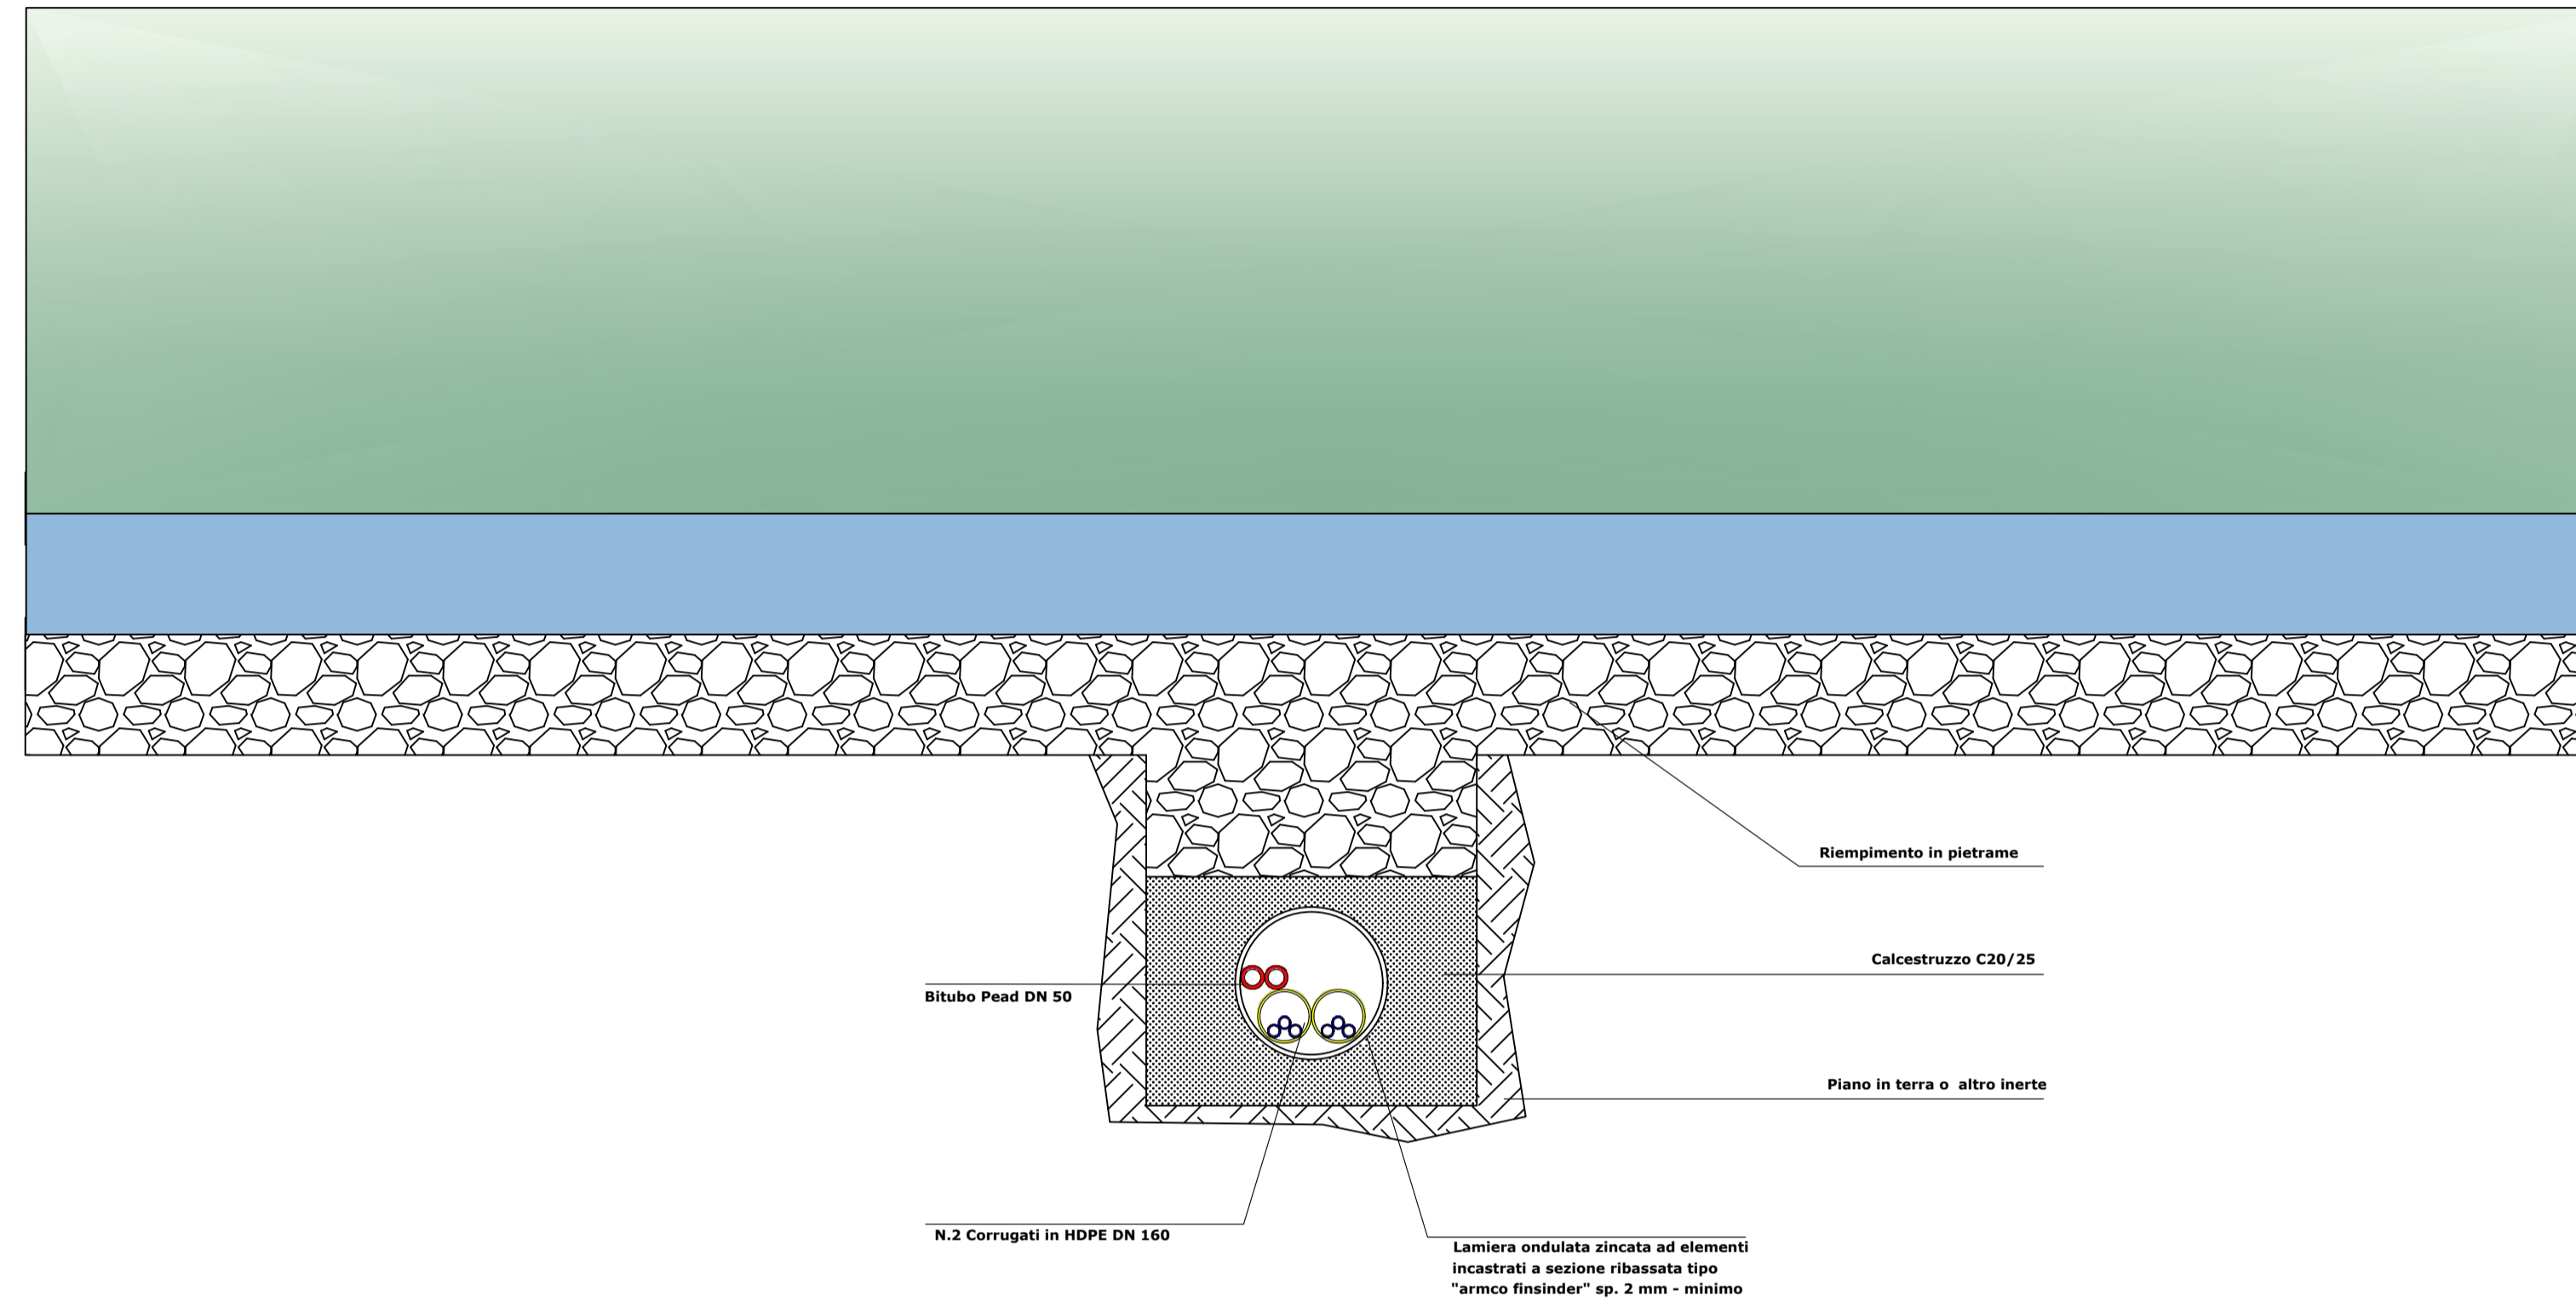 Riempimento in pietrame
Calcestruzzo C20/25
Bitubo Pead DN 50
Piano in terra o  altro inerte
N.2 Corrugati in HDPE DN 160
Lamiera ondulata zincata ad elementi
incastrati a sezione ribassata tipo
"armco finsinder" sp. 2 mm - minimo